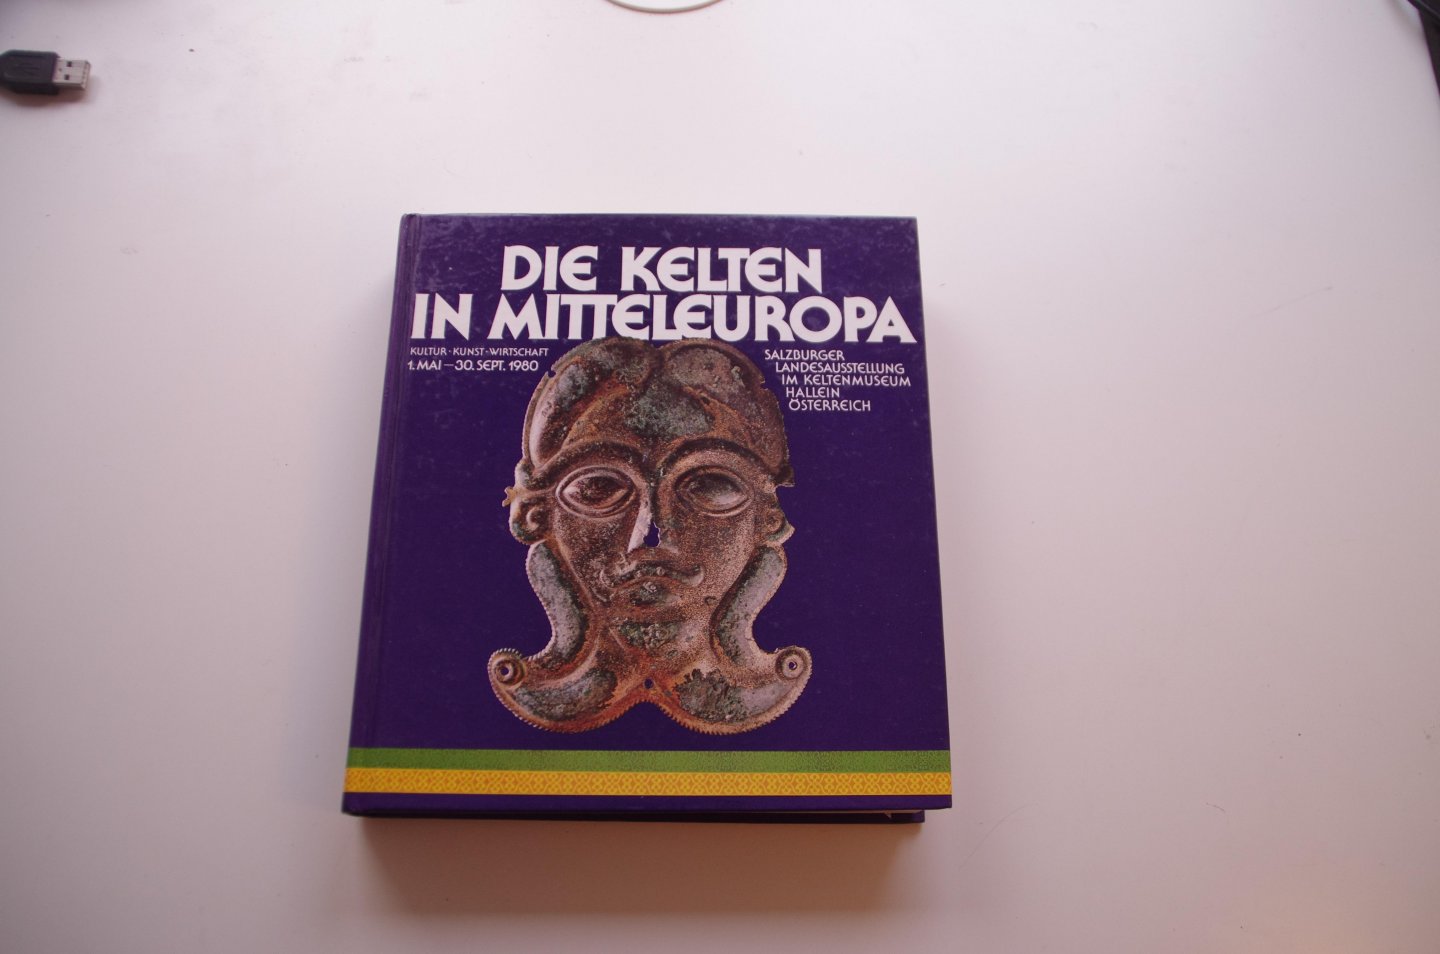 DIE KELTEN
IN MITTELEUROPA
KULTUR · KUNST · WIRTSCHAFT
1. MAI — 30. SEPT. 1980
SALZBURGER
LANDESAUSSTELLUNG
IM KELTENMUSEUM
HALLEIN
ÖSTERREICH